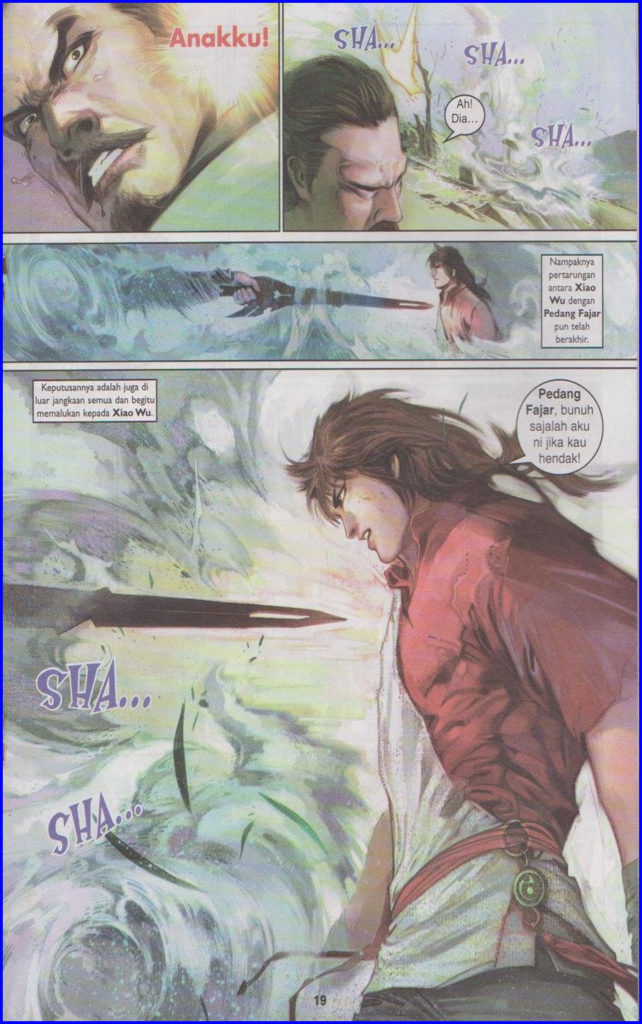 Anakku!
SHA...
SHA...
SHA...
Ah!
Dia...
Nampaknya
pertarungan
antara Xiao
Wu dengan
Pedang Fajar
pun telah
berakhir.
Keputusannya adalah juga di
luar jangkaan semua dan begitu
memalukan kepada Xiao Wu.
Pedang
Fajar, bunuh
sajalah aku
ni jika kau
hendak!
SHA...
SHA...
19